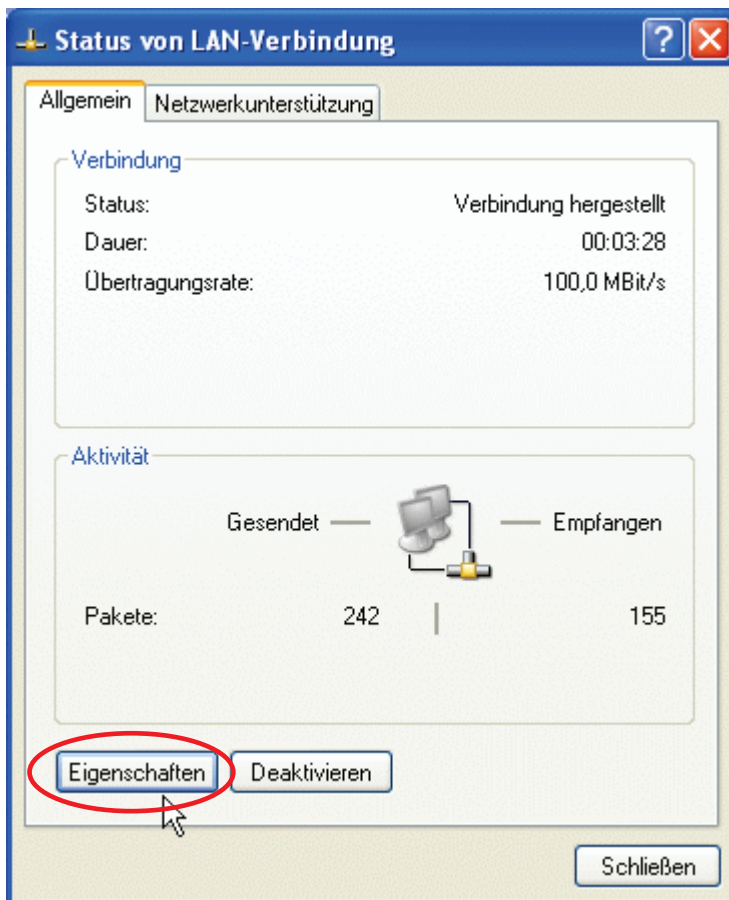 Status von LAN-Verbindung
Allgemein Netzwerkunterstützung
Verbindung
Status: Verbindung hergestellt
Dauer: 00:03:28
Übertragungsrate: 100,0 MBit/s
Aktivität
Gesendet Empfangen
Pakete: 242 155
Eigenschaften Deaktivieren
Schließen